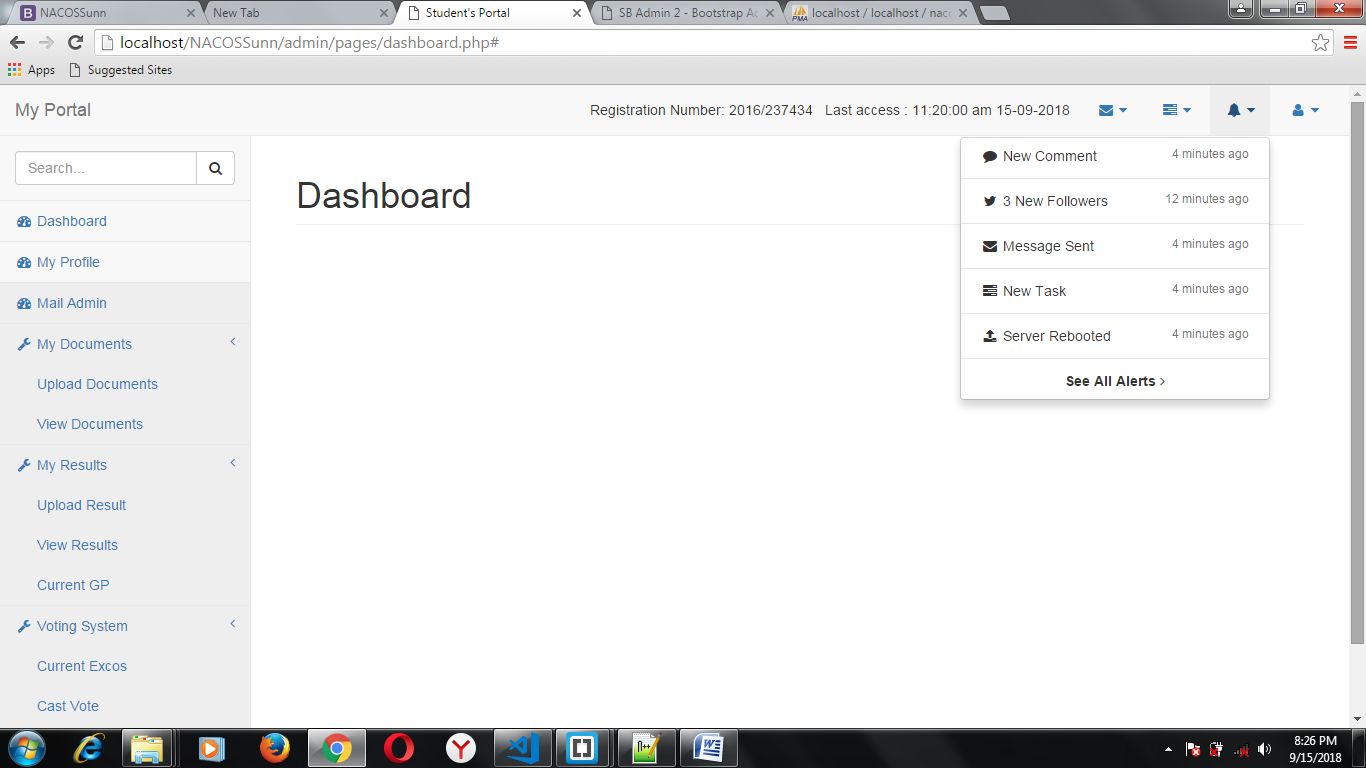 NACOSSunn
New Tab
Student's Portal
SB Admin 2 - Bootstrap Ac
localhost / localhost / nac
localhost/NACOSSunn/admin/pages/dashboard.php#
Apps
Suggested Sites
My Portal
Registration Number: 2016/237434 Last access : 11:20:00 am 15-09-2018
Search...
Dashboard
My Profile
Mail Admin
My Documents
Upload Documents
View Documents
My Results
Upload Result
View Results
Current GP
Voting System
Current Excos
Cast Vote
Dashboard
New Comment 4 minutes ago
3 New Followers 12 minutes ago
Message Sent 4 minutes ago
New Task 4 minutes ago
Server Rebooted 4 minutes ago
See All Alerts
8:26 PM
9/15/2018